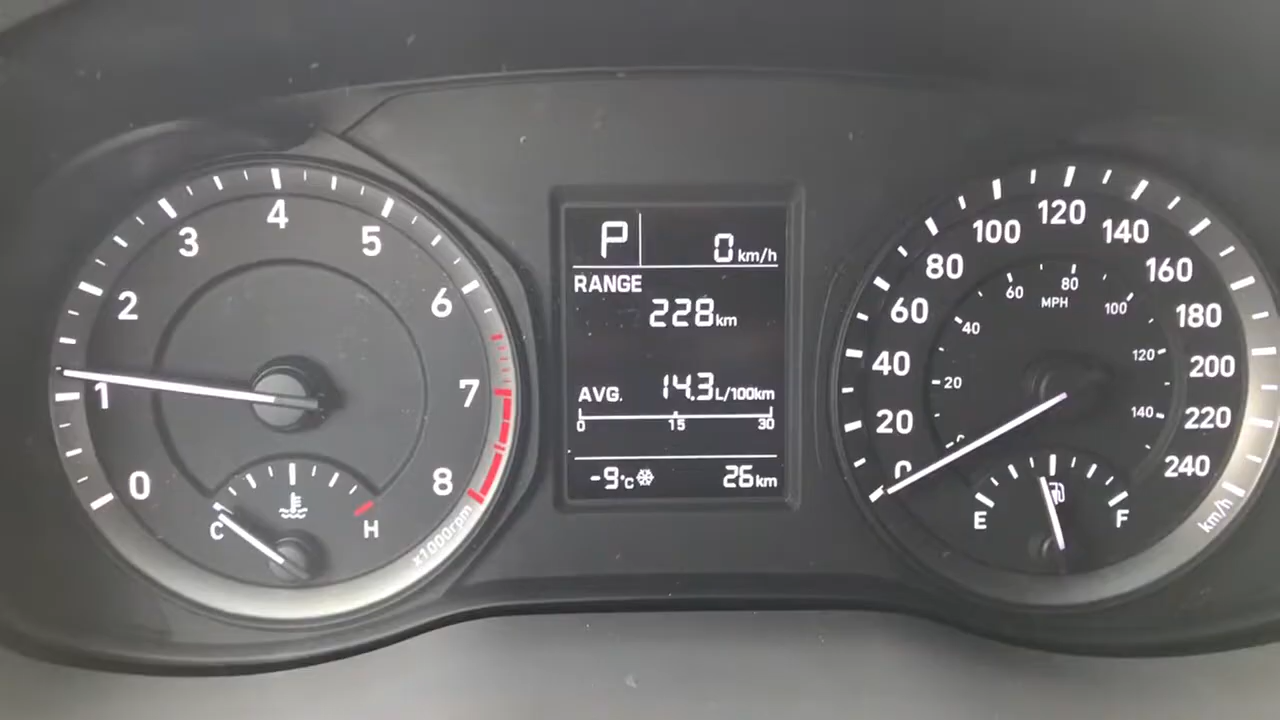 0 1 2 3 4 5 6 7 8
x1000rpm
C H
P 0 km/h
RANGE
228 km
AVG. 14.3 L/100km
0 15 30
-9°C 26 km
0 20 40 60 80 100 120 140 160 180 200 220 240
km/h
0 20 40 60 80 100 120 140
MPH
E F